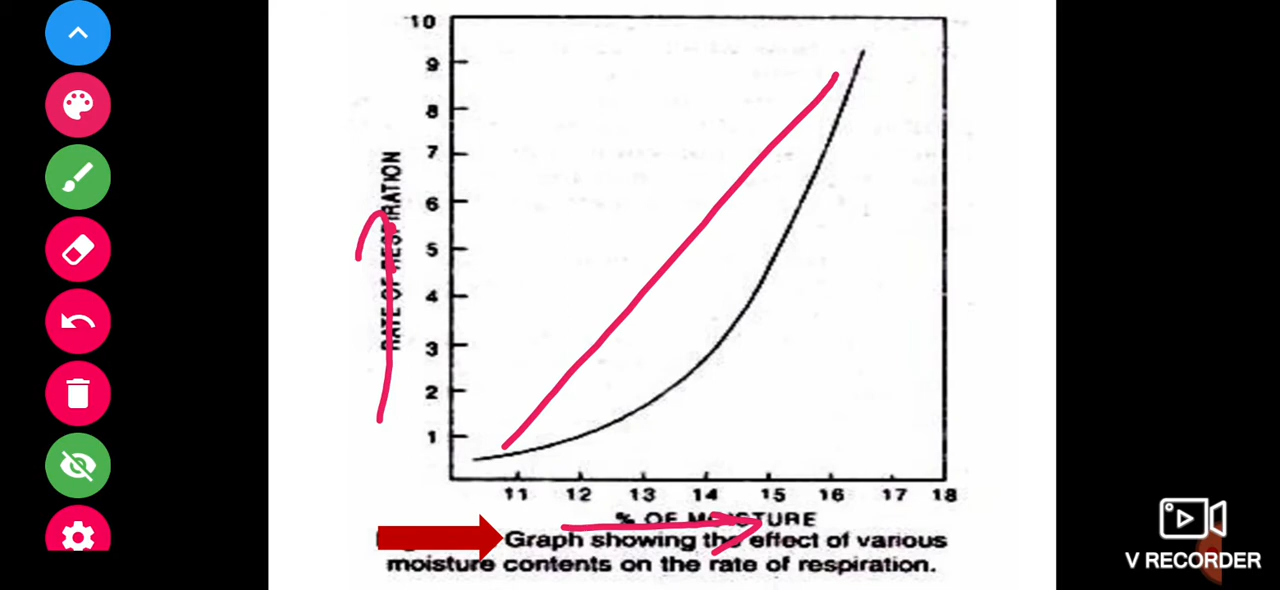 10
9
8
7
6
5
4
3
2
1
RATE OF RESPIRATION
11 12 13 14 15 16 17 18
% OF MOISTURE
Graph showing the effect of various
moisture contents on the rate of respiration.
V RECORDER